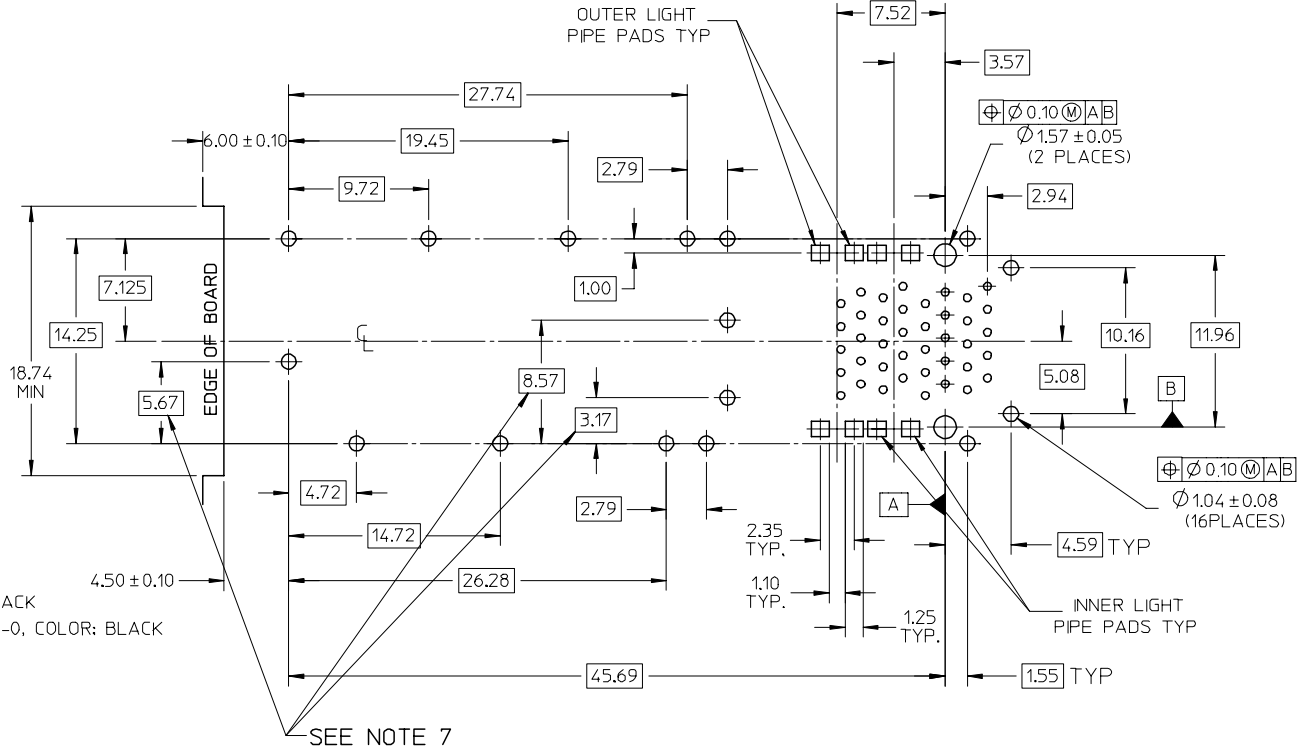 OUTER LIGHT
PIPE PADS TYP
7.52
3.57
27.74
⌖ Ø 0.10 Ⓜ A B
6.00 ± 0.10
19.45
Ø 1.57 ± 0.05
(2 PLACES)
2.79
9.72
2.94
7.125
1.00
14.25
EDGE OF BOARD
CL
10.16
11.96
18.74
MIN
8.57
5.08
5.67
3.17
B
⌖ Ø 0.10 Ⓜ A B
4.72
2.79
A
Ø 1.04 ± 0.08
(16PLACES)
14.72
2.35
TYP.
4.59 TYP
4.50 ± 0.10
26.28
1.10
TYP.
ACK
INNER LIGHT
PIPE PADS TYP
-0, COLOR: BLACK
1.25
TYP.
45.69
1.55 TYP
SEE NOTE 7